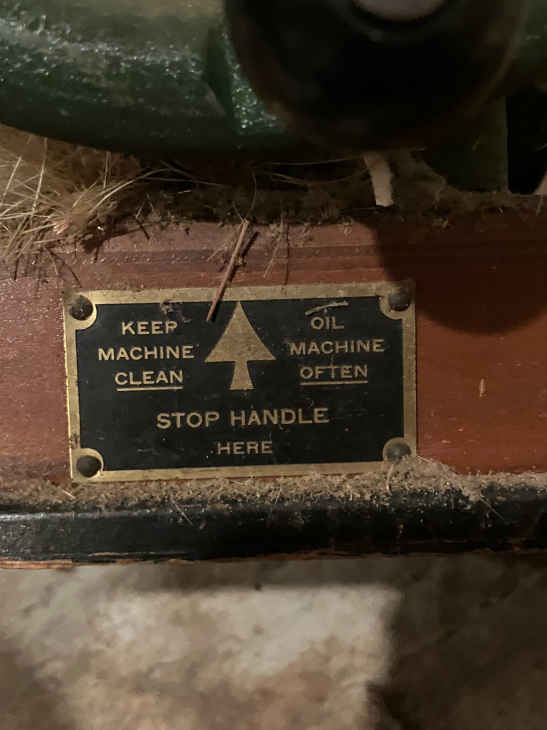 KEEP
MACHINE
CLEAN
OIL
MACHINE
OFTEN
STOP HANDLE
HERE